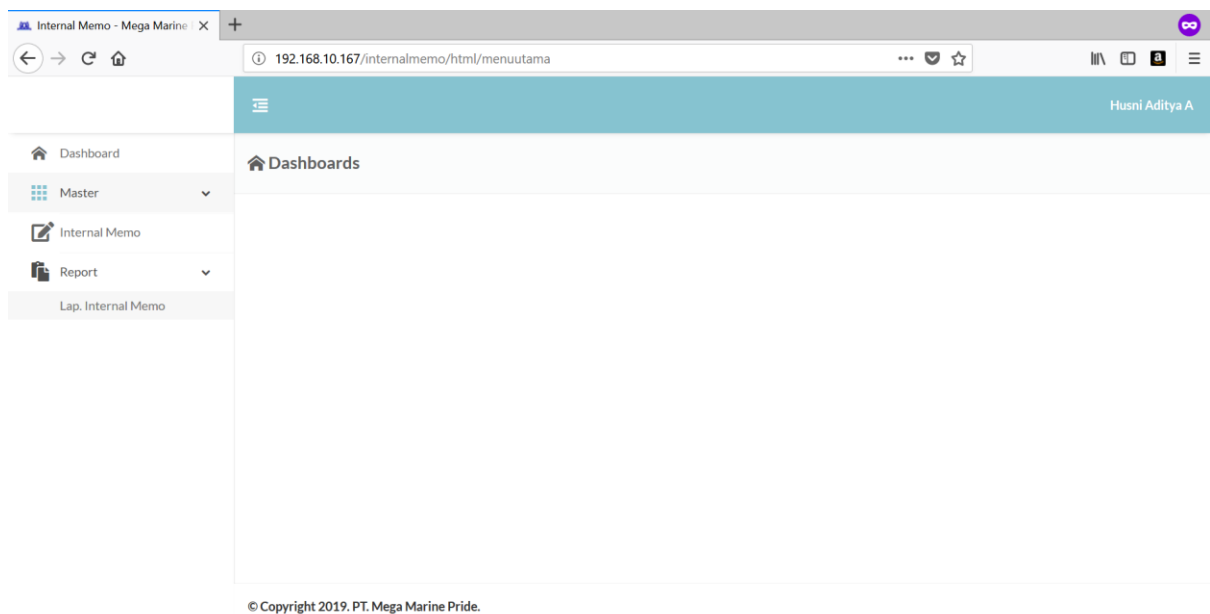 Internal Memo - Mega Marine
192.168.10.167/internalmemo/html/menuutama
a
Husni Aditya A
Dashboard
Master
Internal Memo
Report
Lap. Internal Memo
Dashboards
© Copyright 2019. PT. Mega Marine Pride.